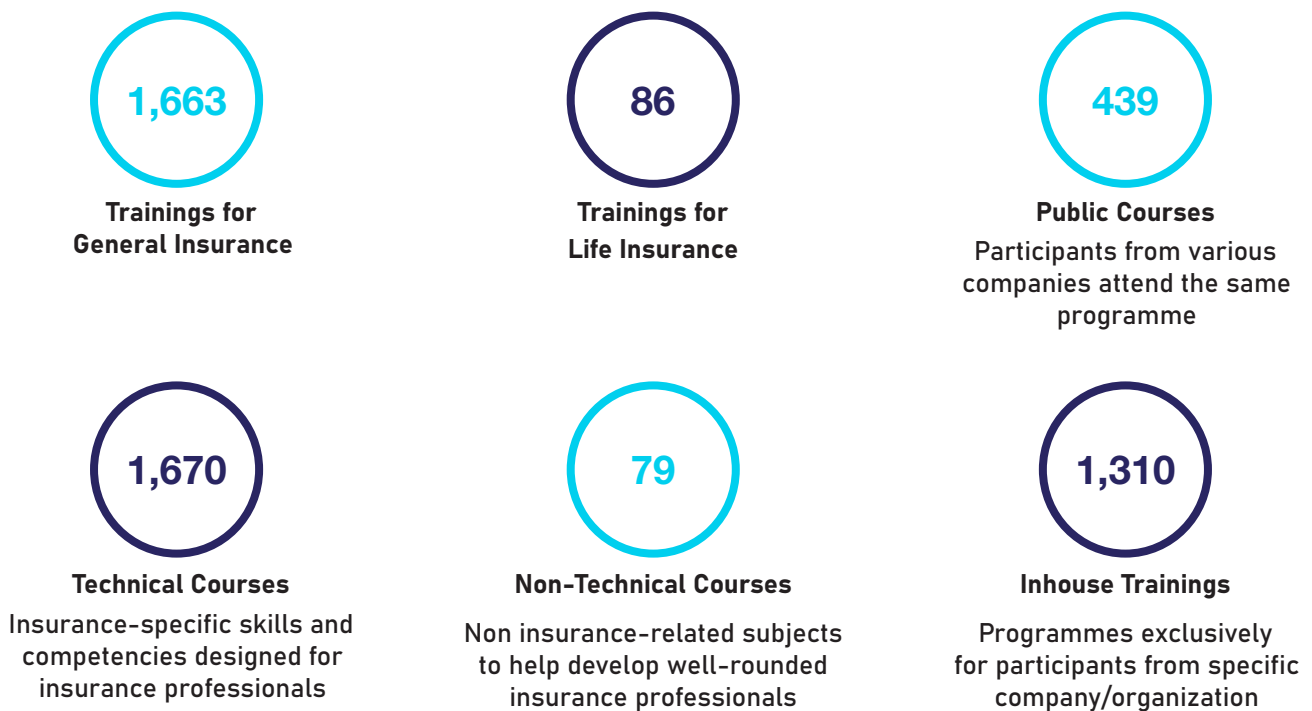 1,663
Trainings for
General Insurance
86
Trainings for
Life Insurance
439
Public Courses
Participants from various
companies attend the same
programme
1,670
Technical Courses
Insurance-specific skills and
competencies designed for
insurance professionals
79
Non-Technical Courses
Non insurance-related subjects
to help develop well-rounded
insurance professionals
1,310
Inhouse Trainings
Programmes exclusively
for participants from specific
company/organization